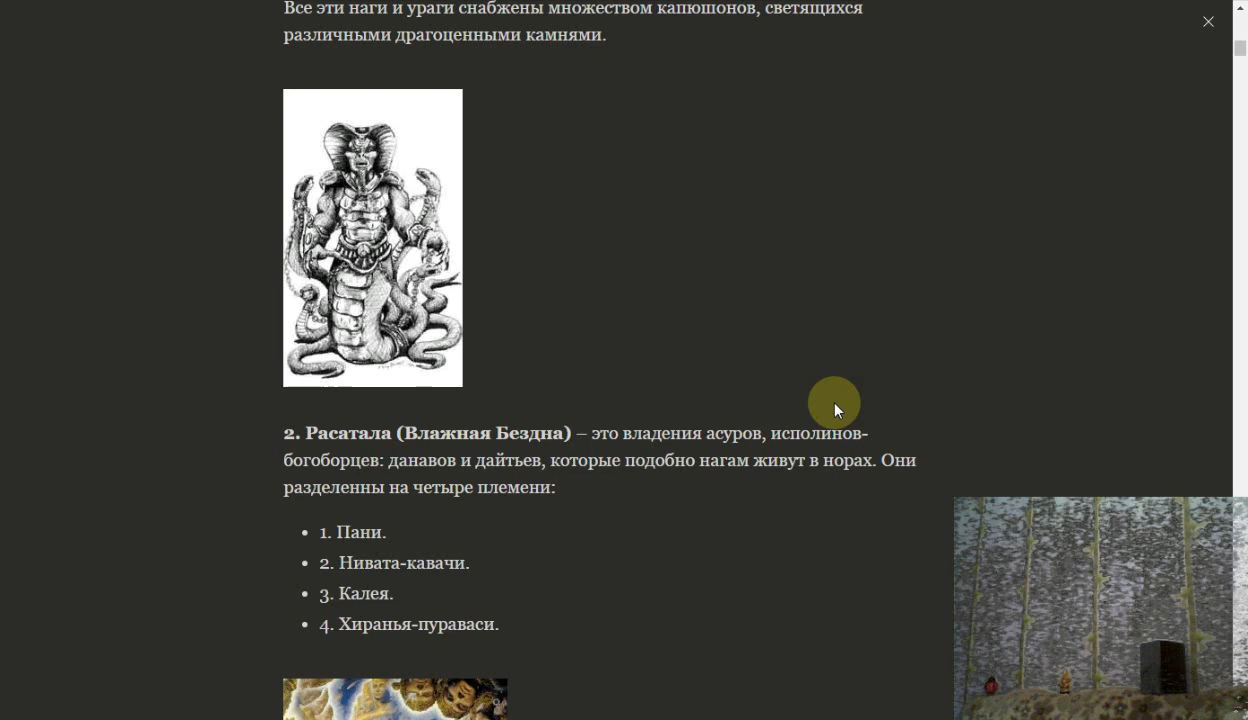 Все эти наги и ураги снабжены множеством капюшонов, светящихся
различными драгоценными камнями.
2. Расатала (Влажная Бездна) – это владения асуров, исполинов-
богоборцев: данавов и дайтьев, которые подобно нагам живут в норах. Они
разделенны на четыре племени:
• 1. Пани.
• 2. Нивата-кавачи.
• 3. Калея.
• 4. Хиранья-пураваси.